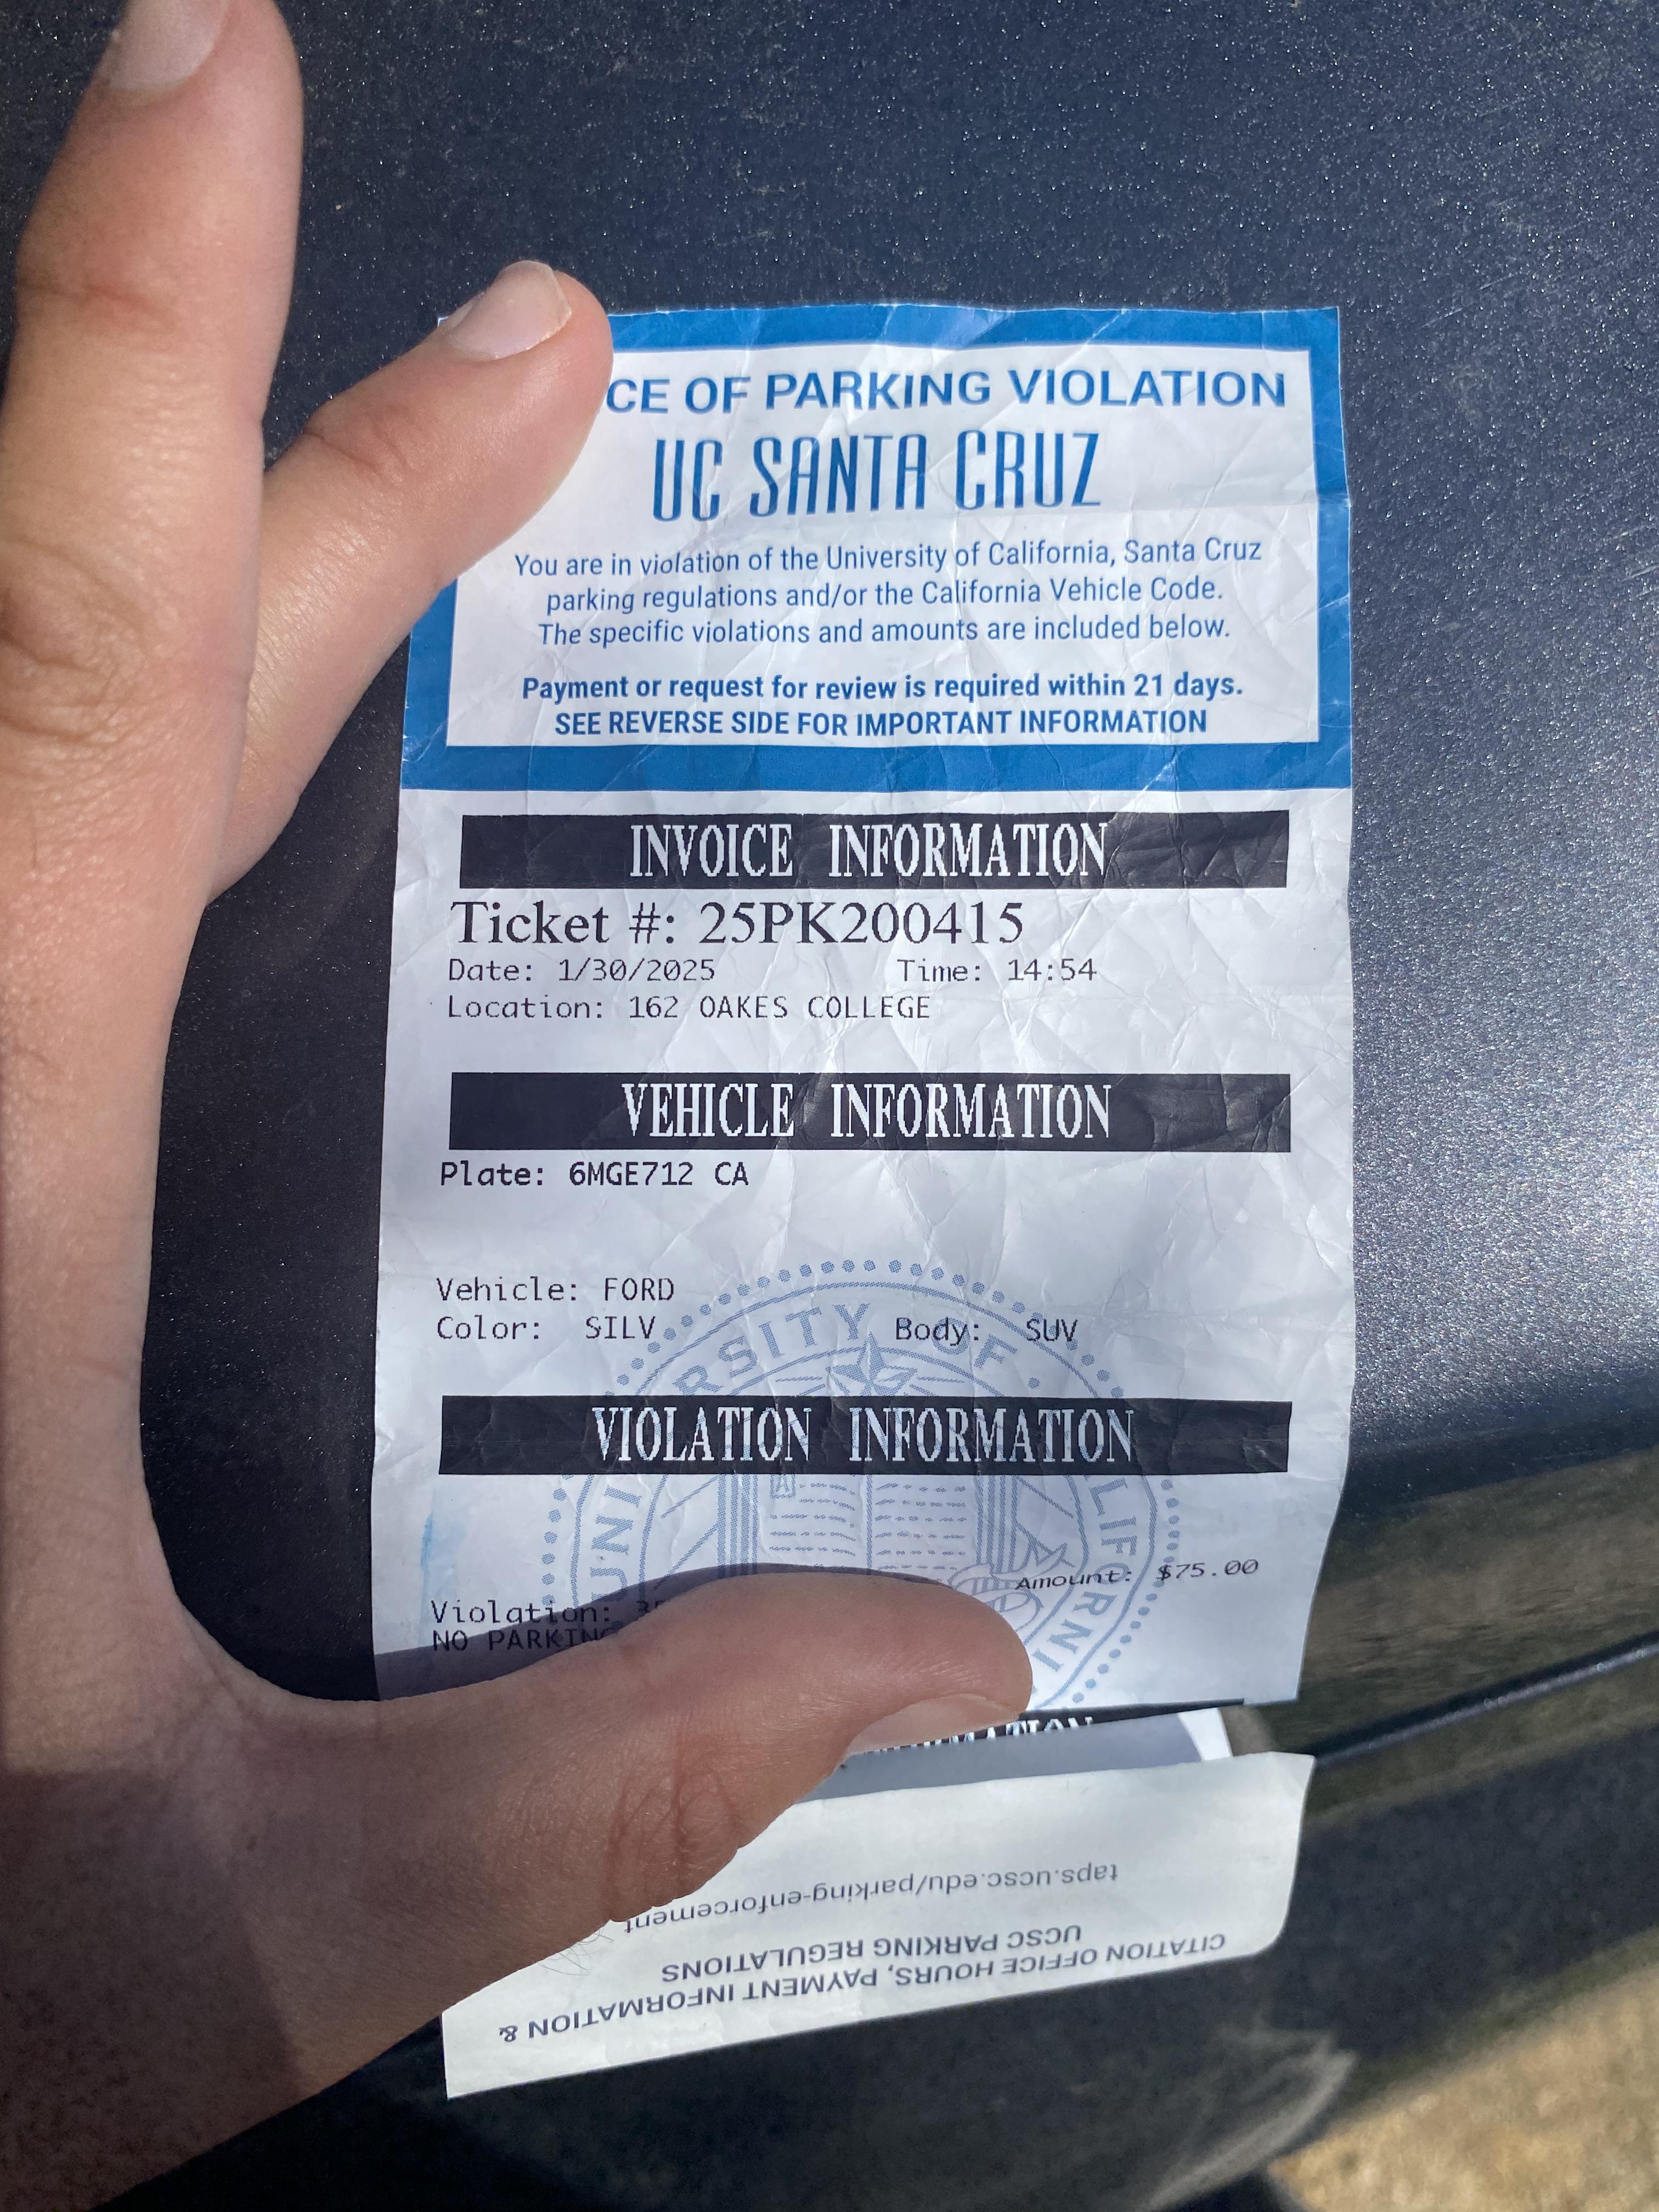 CE OF PARKING VIOLATION
UC SANTA CRUZ
You are in violation of the University of California, Santa Cruz
parking regulations and/or the California Vehicle Code.
The specific violations and amounts are included below.
Payment or request for review is required within 21 days.
SEE REVERSE SIDE FOR IMPORTANT INFORMATION
INVOICE INFORMATION
Ticket #: 25PK200415
Date: 1/30/2025 Time: 14:54
Location: 162 OAKES COLLEGE
VEHICLE INFORMATION
Plate: 6MGE712 CA
Vehicle: FORD
Color: SILV Body: SUV
UNI RSITY OF LIFORNI
VIOLATION INFORMATION
Amount: $75.00
Violation:
NO PARKING
CITATION OFFICE HOURS, PAYMENT INFORMATION &
UCSC PARKING REGULATIONS
taps.ucsc.edu/parking-enforcement